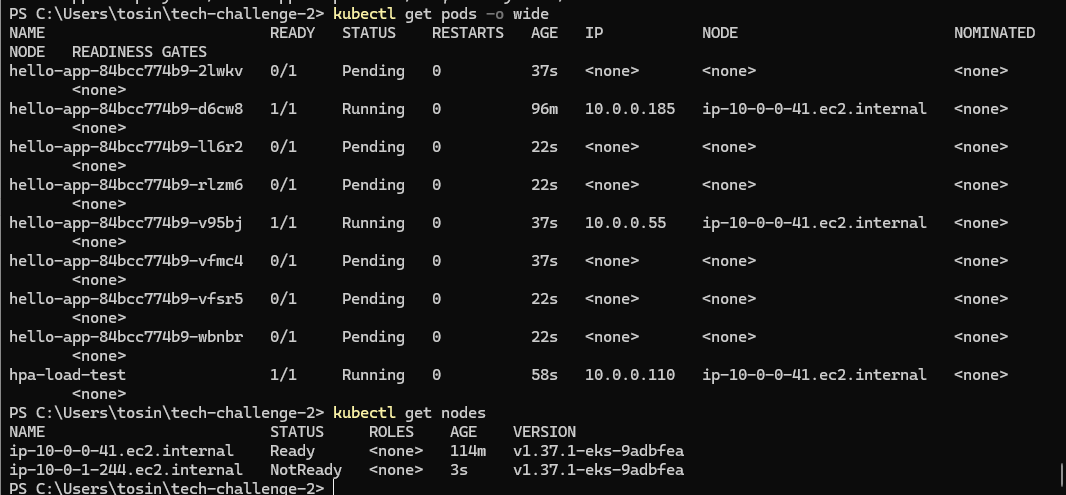 PS C:\Users\tosin\tech-challenge-2> kubectl get pods -o wide
NAME READY STATUS RESTARTS AGE IP NODE NOMINATED
NODE READINESS GATES
hello-app-84bcc774b9-2lwkv 0/1 Pending 0 37s <none> <none> <none>
<none>
hello-app-84bcc774b9-d6cw8 1/1 Running 0 96m 10.0.0.185 ip-10-0-0-41.ec2.internal <none>
<none>
hello-app-84bcc774b9-ll6r2 0/1 Pending 0 22s <none> <none> <none>
<none>
hello-app-84bcc774b9-rlzm6 0/1 Pending 0 22s <none> <none> <none>
<none>
hello-app-84bcc774b9-v95bj 1/1 Running 0 37s 10.0.0.55 ip-10-0-0-41.ec2.internal <none>
<none>
hello-app-84bcc774b9-vfmc4 0/1 Pending 0 37s <none> <none> <none>
<none>
hello-app-84bcc774b9-vfsr5 0/1 Pending 0 22s <none> <none> <none>
<none>
hello-app-84bcc774b9-wbnbr 0/1 Pending 0 22s <none> <none> <none>
<none>
hpa-load-test 1/1 Running 0 58s 10.0.0.110 ip-10-0-0-41.ec2.internal <none>
<none>
PS C:\Users\tosin\tech-challenge-2> kubectl get nodes
NAME STATUS ROLES AGE VERSION
ip-10-0-0-41.ec2.internal Ready <none> 114m v1.37.1-eks-9adbfea
ip-10-0-1-244.ec2.internal NotReady <none> 3s v1.37.1-eks-9adbfea
PS C:\Users\tosin\tech-challenge-2>